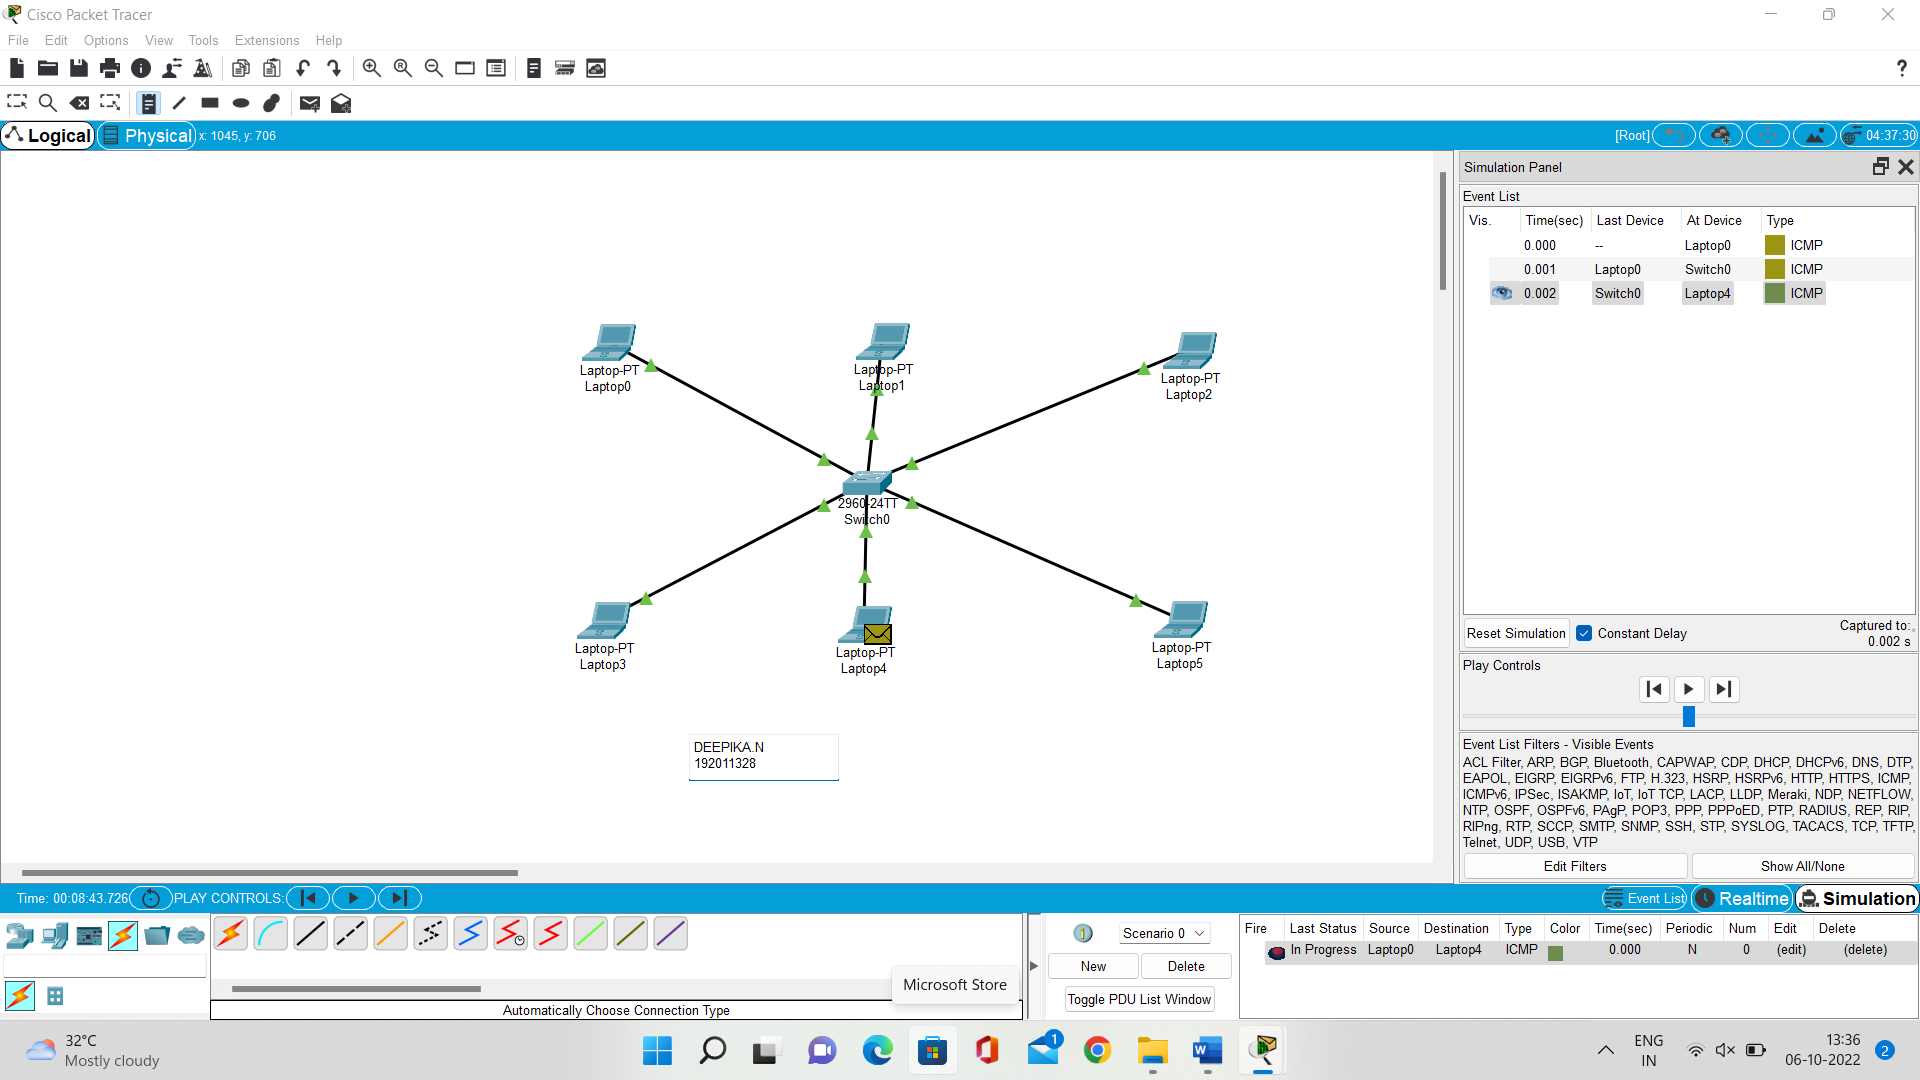 Cisco Packet Tracer
File Edit Options View Tools Extensions Help
?
Logical Physical x: 1045, y: 706 [Root] 04:37:30
Simulation Panel
Event List
Vis. Time(sec) Last Device At Device Type
0.000 -- Laptop0 ICMP
0.001 Laptop0 Switch0 ICMP
0.002 Switch0 Laptop4 ICMP
Laptop-PT
Laptop0
Laptop-PT
Laptop1
Laptop-PT
Laptop2
2960-24TT
Switch0
Laptop-PT
Laptop3
Laptop-PT
Laptop4
Laptop-PT
Laptop5
DEEPIKA.N
192011328
Reset Simulation Constant Delay Captured to:
0.002 s
Play Controls
Event List Filters - Visible Events
ACL Filter, ARP, BGP, Bluetooth, CAPWAP, CDP, DHCP, DHCPv6, DNS, DTP,
EAPOL, EIGRP, EIGRPv6, FTP, H.323, HSRP, HSRPv6, HTTP, HTTPS, ICMP,
ICMPv6, IPSec, ISAKMP, IoT, IoT TCP, LACP, LLDP, Meraki, NDP, NETFLOW,
NTP, OSPF, OSPFv6, PAgP, POP3, PPP, PPPoED, PTP, RADIUS, REP, RIP,
RIPng, RTP, SCCP, SMTP, SNMP, SSH, STP, SYSLOG, TACACS, TCP, TFTP,
Telnet, UDP, USB, VTP
Edit Filters Show All/None
Time: 00:08:43.726 PLAY CONTROLS: Event List Realtime Simulation
Scenario 0
New Delete
Toggle PDU List Window
Fire Last Status Source Destination Type Color Time(sec) Periodic Num Edit Delete
In Progress Laptop0 Laptop4 ICMP 0.000 N 0 (edit) (delete)
Microsoft Store
Automatically Choose Connection Type
32°C
Mostly cloudy
1
ENG
IN
13:36
06-10-2022
2